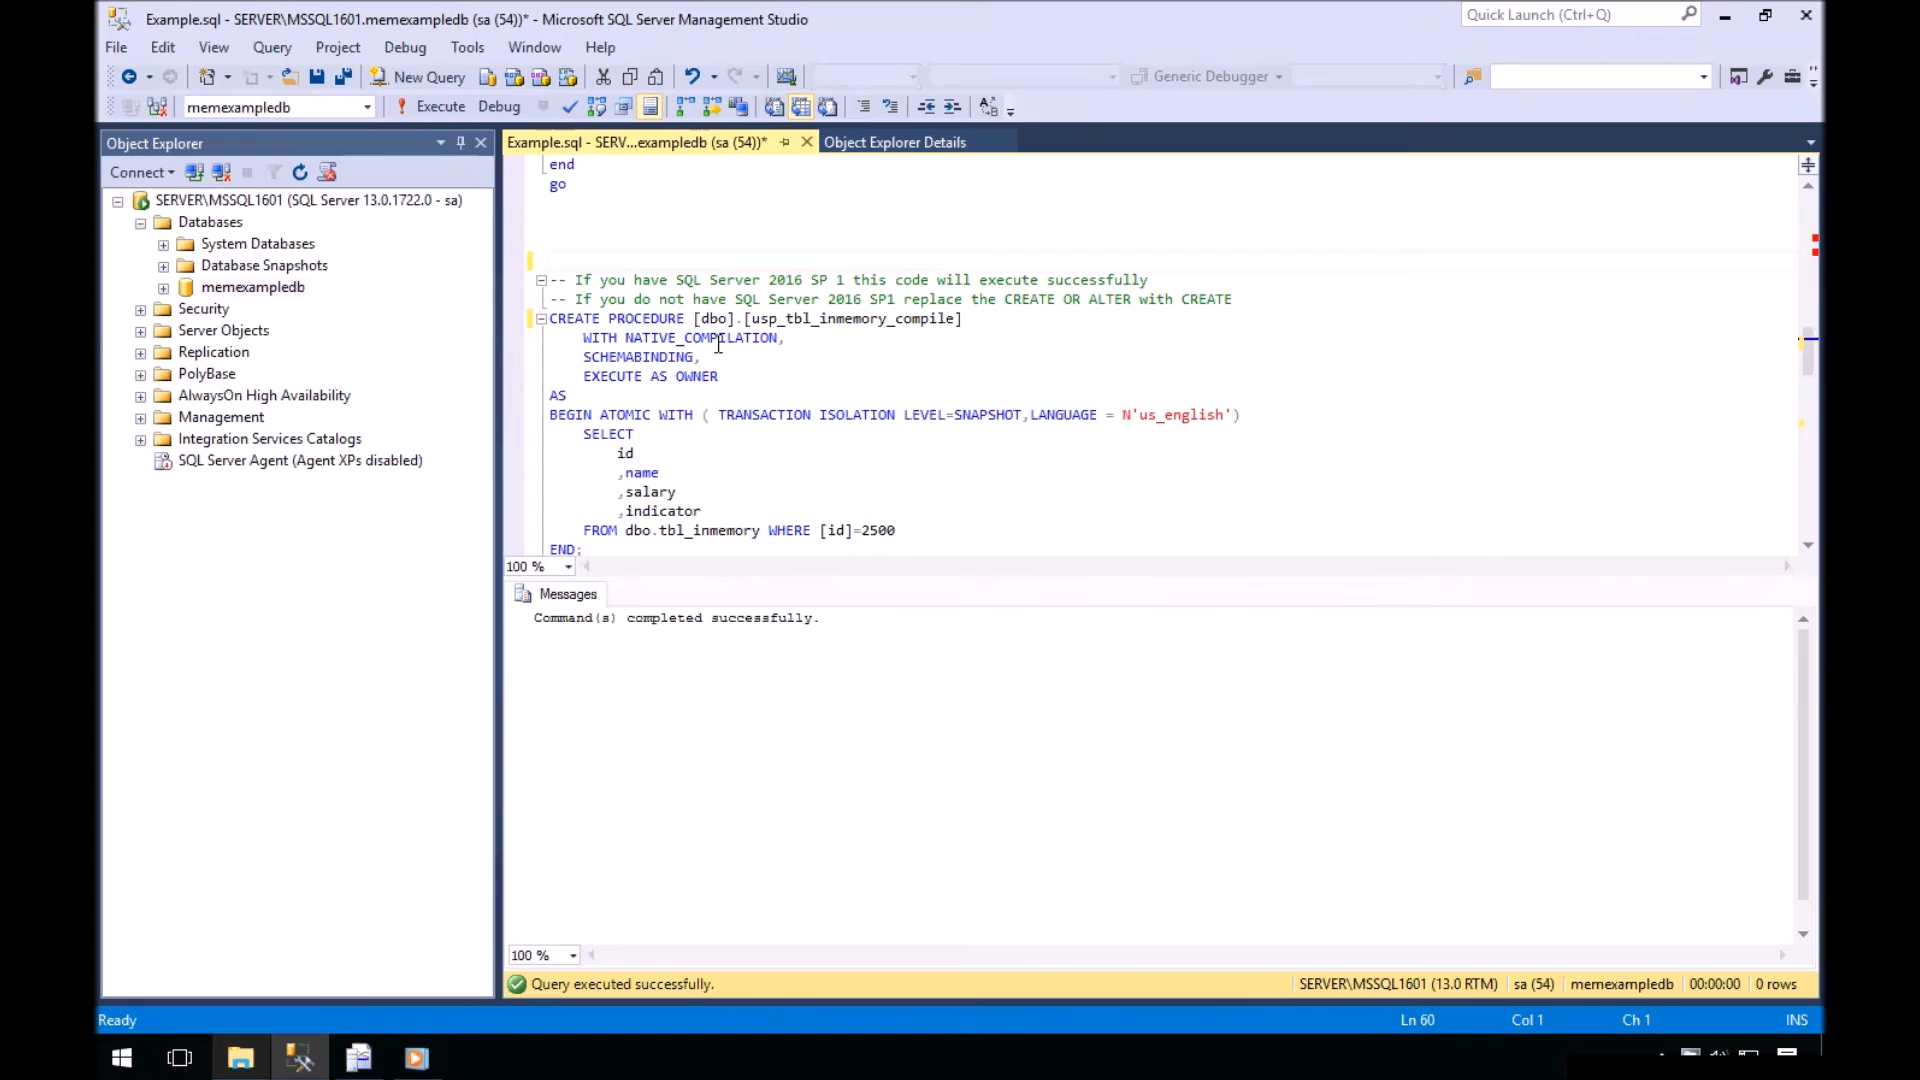 Example.sql - SERVER\MSSQL1601.memexampledb (sa (54))* - Microsoft SQL Server Management Studio
Quick Launch (Ctrl+Q)
File Edit View Query Project Debug Tools Window Help
New Query
Generic Debugger
memexampledb
Execute Debug
Object Explorer
Connect
SERVER\MSSQL1601 (SQL Server 13.0.1722.0 - sa)
Databases
System Databases
Database Snapshots
memexampledb
Security
Server Objects
Replication
PolyBase
AlwaysOn High Availability
Management
Integration Services Catalogs
SQL Server Agent (Agent XPs disabled)
Example.sql - SERV...exampledb (sa (54))*
Object Explorer Details
end
go
-- If you have SQL Server 2016 SP 1 this code will execute successfully
-- If you do not have SQL Server 2016 SP1 replace the CREATE OR ALTER with CREATE
CREATE PROCEDURE [dbo].[usp_tbl_inmemory_compile]
WITH NATIVE_COMPILATION,
SCHEMABINDING,
EXECUTE AS OWNER
AS
BEGIN ATOMIC WITH ( TRANSACTION ISOLATION LEVEL=SNAPSHOT,LANGUAGE = N'us_english')
SELECT
id
,name
,salary
,indicator
FROM dbo.tbl_inmemory WHERE [id]=2500
END;
100 %
Messages
Command(s) completed successfully.
100 %
Query executed successfully.
SERVER\MSSQL1601 (13.0 RTM) sa (54) memexampledb 00:00:00 0 rows
Ready
Ln 60 Col 1 Ch 1 INS